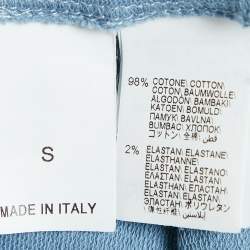 S
MADE IN ITALY
98% COTONE / COTTON
COTON / BAUMWOLLE
ALGODÓN / BAMBAKI
KATOEN / BOMULD
ПАМУК / BAVLNA
BUMBAC / ХЛОПОК
コットン / 全棉 / قطن
2% ELASTAN / ELASTANE
ELASTHANNE
ELASTAN / ELASTANO
ELASTAN / ELASTAN
ELASTAN / ЕЛАСТАН
ELASTAN / ELASTAN
ЭЛАСТАН / ポリウレタン